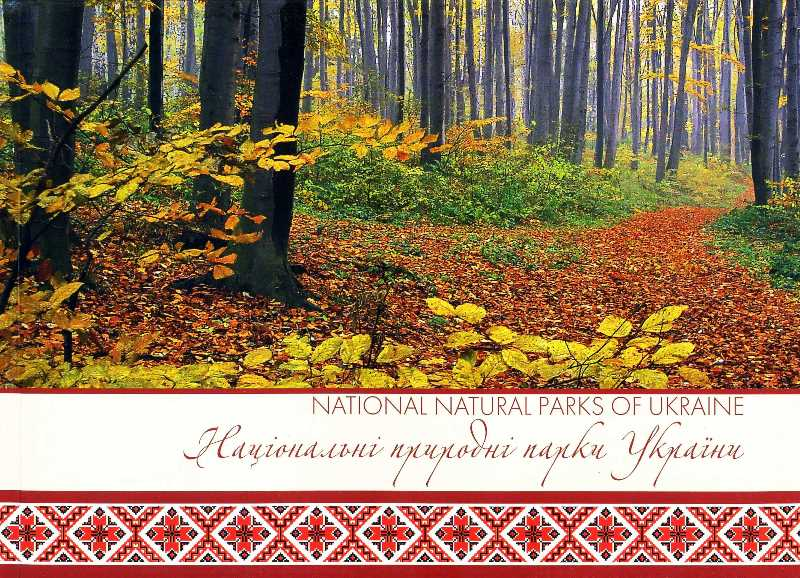 NATIONAL NATURAL PARKS OF UKRAINE
Національні природні парки України